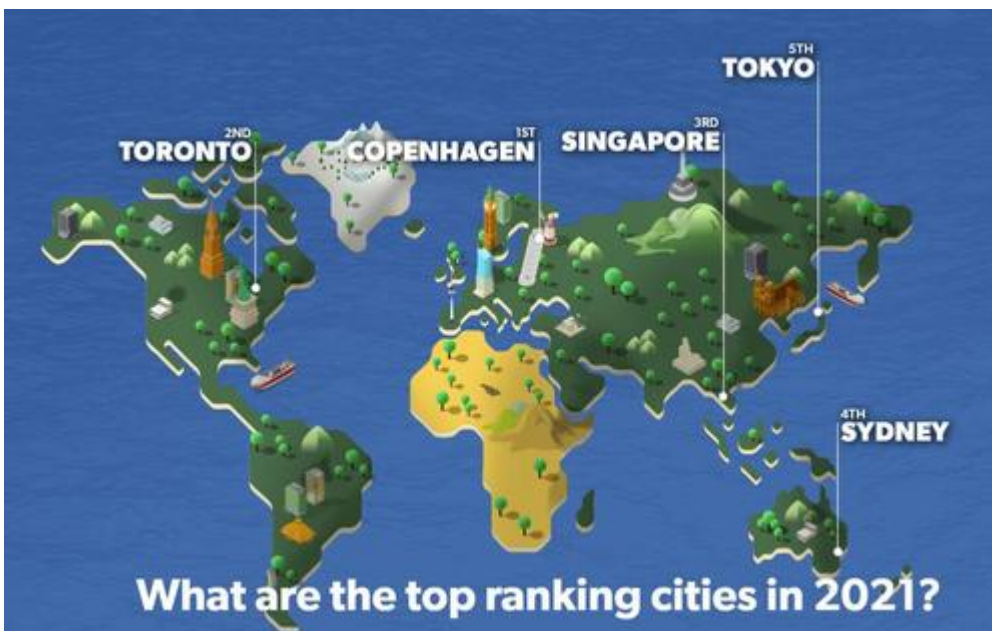 5TH
TOKYO
2ND
TORONTO
1ST
COPENHAGEN
3RD
SINGAPORE
4TH
SYDNEY
What are the top ranking cities in 2021?